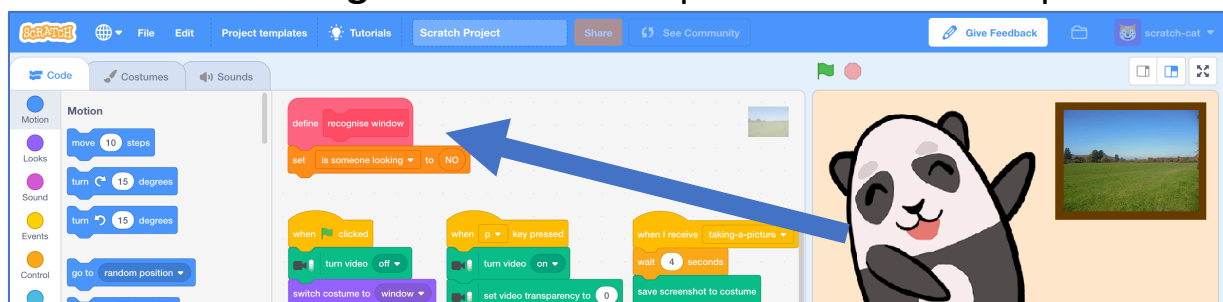 SCRATCH File Edit Project templates Tutorials Scratch Project Share See Community Give Feedback scratch-cat
Code Costumes Sounds
Motion
Motion
Looks
Sound
Events
Control
move 10 steps
turn 15 degrees
turn 15 degrees
go to random position
define recognise window
set is someone looking to NO
when clicked
turn video off
switch costume to window
when p key pressed
turn video on
set video transparency to 0
when I receive taking-a-picture
wait 4 seconds
save screenshot to costume